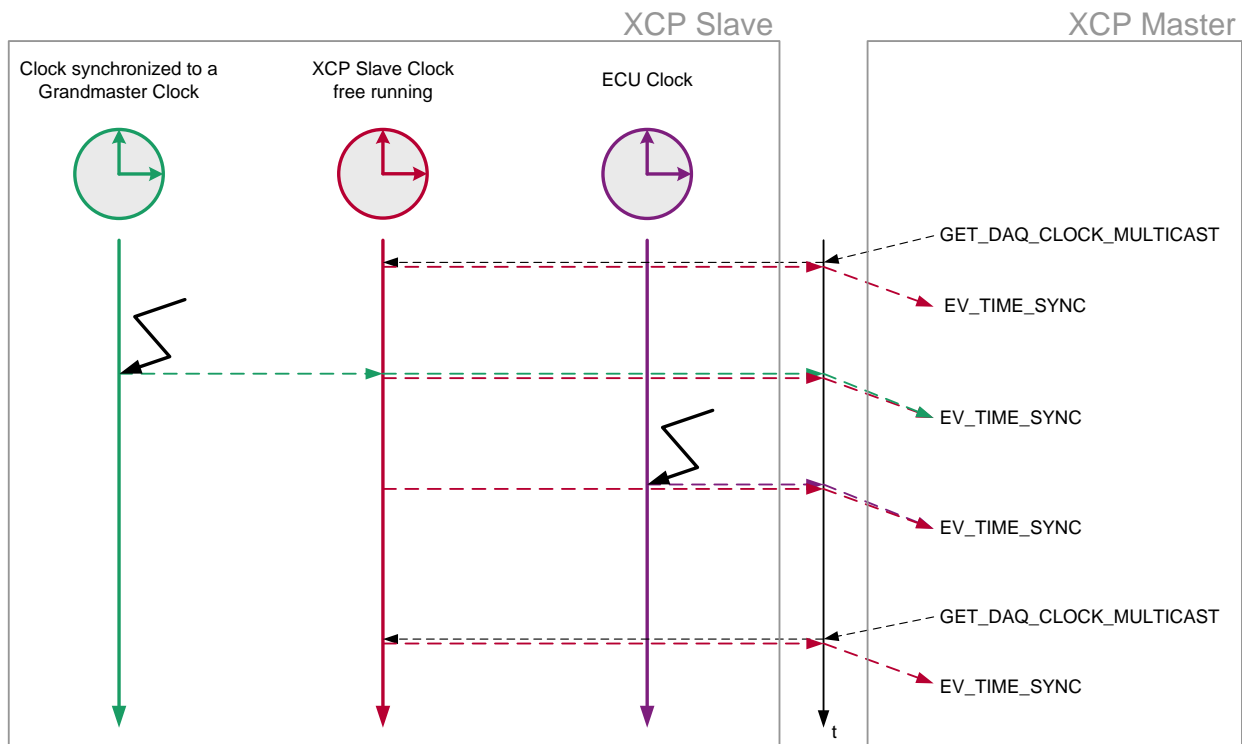 XCP Slave
XCP Master
Clock synchronized to a
Grandmaster Clock
XCP Slave Clock
free running
ECU Clock
GET_DAQ_CLOCK_MULTICAST
EV_TIME_SYNC
EV_TIME_SYNC
EV_TIME_SYNC
GET_DAQ_CLOCK_MULTICAST
EV_TIME_SYNC
t